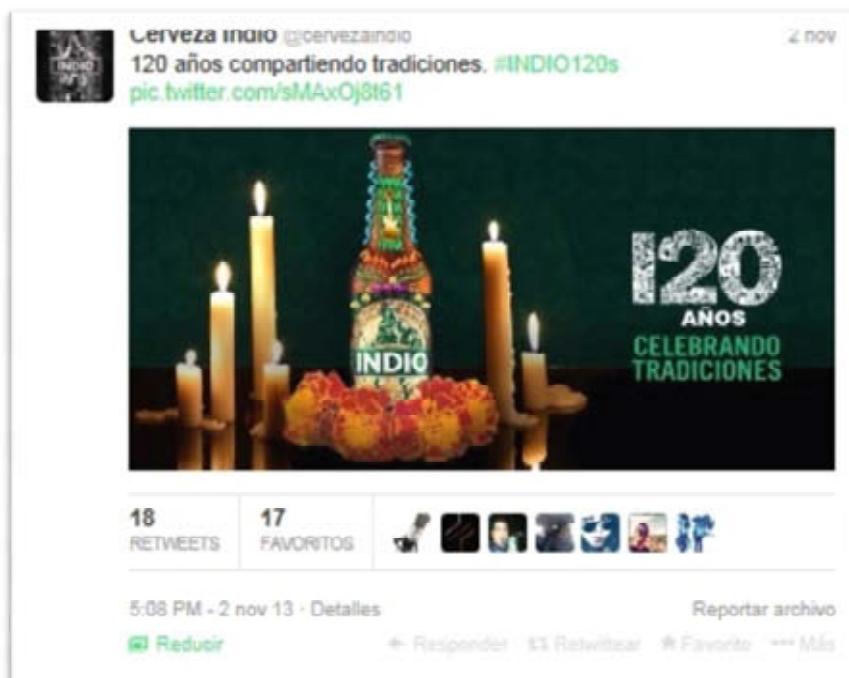 INDIO
Cerveza Indio @cervezaindio 2 nov
120 años compartiendo tradiciones. #INDIO120s
pic.twitter.com/sMAxOj8t61
INDIO
120
AÑOS
CELEBRANDO
TRADICIONES
18 17
RETWEETS FAVORITOS
5:08 PM - 2 nov 13 · Detalles Reportar archivo
Reducir Responder Retwittear Favorito Más